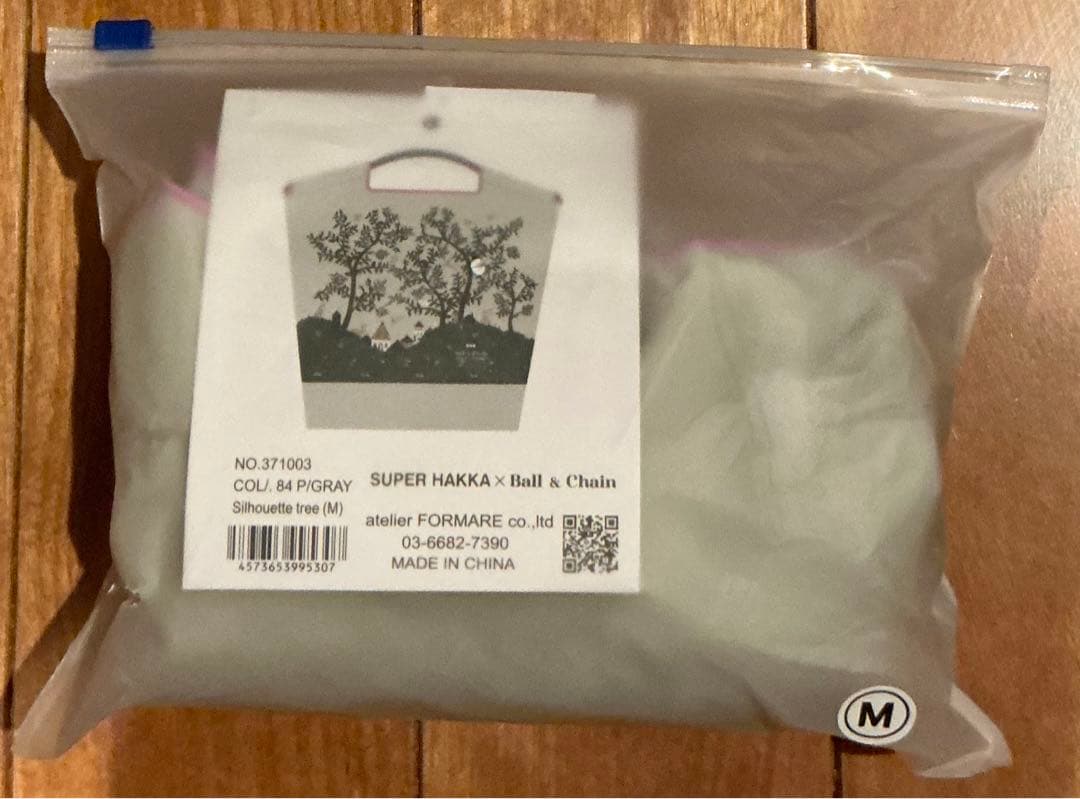 NO.371003
COL/. 84 P/GRAY
Silhouette tree (M)
4573653995307
SUPER HAKKA × Ball & Chain
atelier FORMARE co.,ltd
03-6682-7390
MADE IN CHINA
M